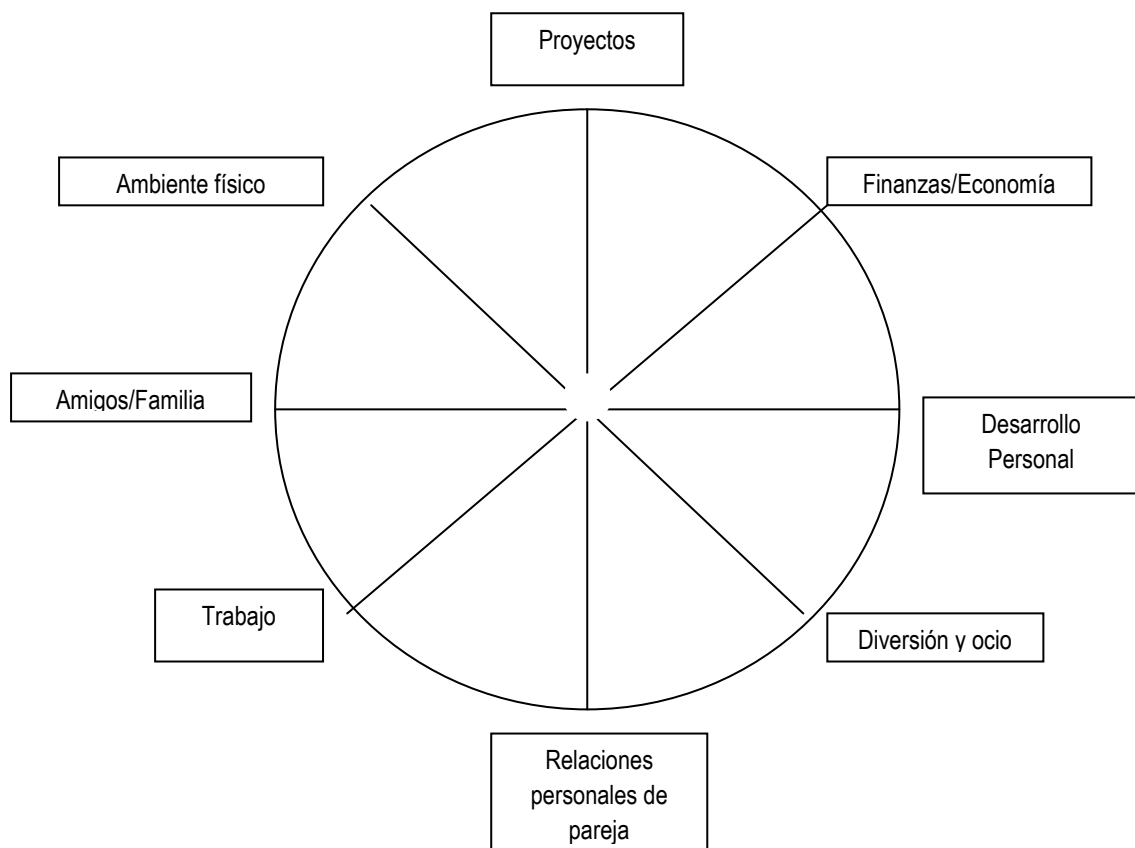 Proyectos
Ambiente físico
Finanzas/Economía
Amigos/Familia
Desarrollo
Personal
Trabajo
Diversión y ocio
Relaciones
personales de
pareja